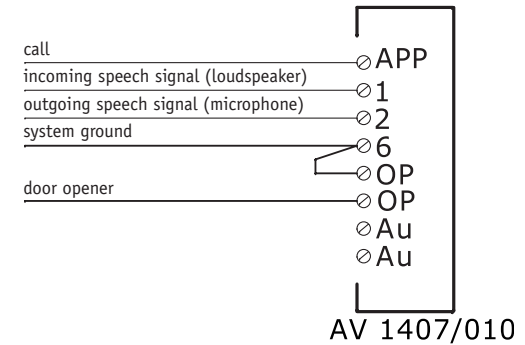 call
APP
incoming speech signal (loudspeaker)
1
outgoing speech signal (microphone)
2
system ground
6
OP
door opener
OP
Au
Au
AV 1407/010